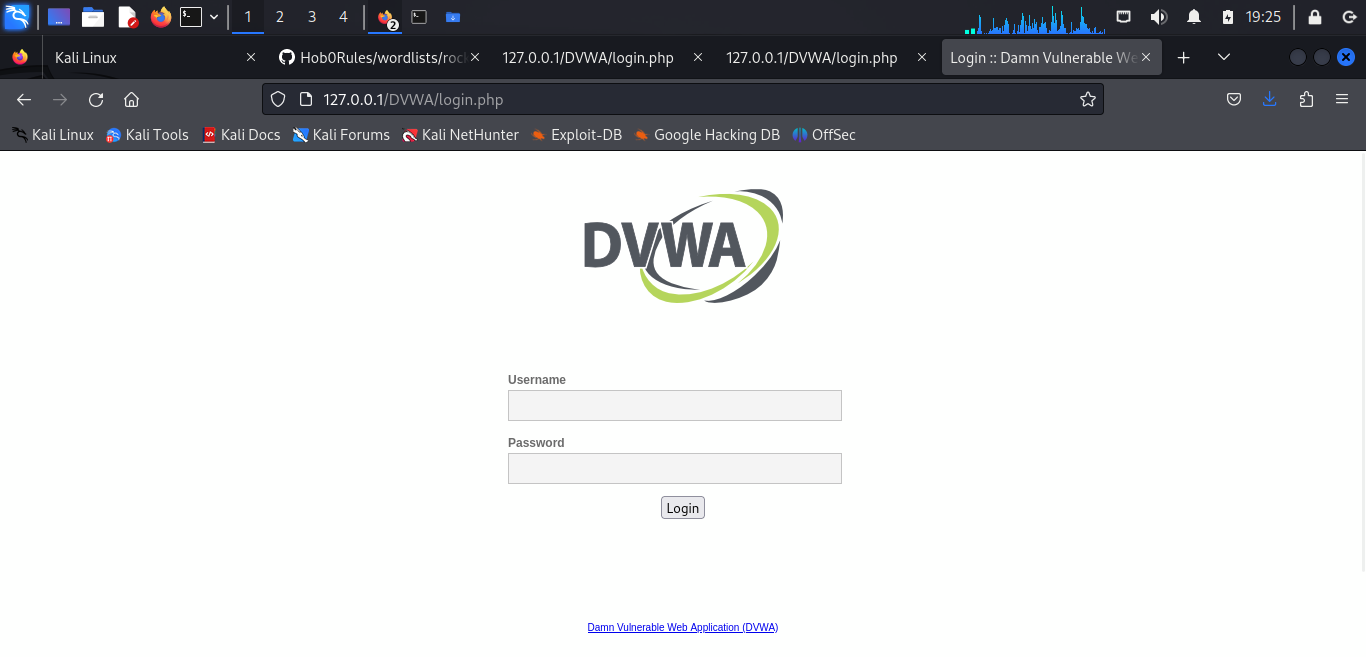 1 2 3 4 2 19:25
Kali Linux Hob0Rules/wordlists/roc 127.0.0.1/DVWA/login.php 127.0.0.1/DVWA/login.php Login :: Damn Vulnerable We
127.0.0.1/DVWA/login.php
Kali Linux Kali Tools Kali Docs Kali Forums Kali NetHunter Exploit-DB Google Hacking DB OffSec
DVWA
Username
Password
Login
Damn Vulnerable Web Application (DVWA)